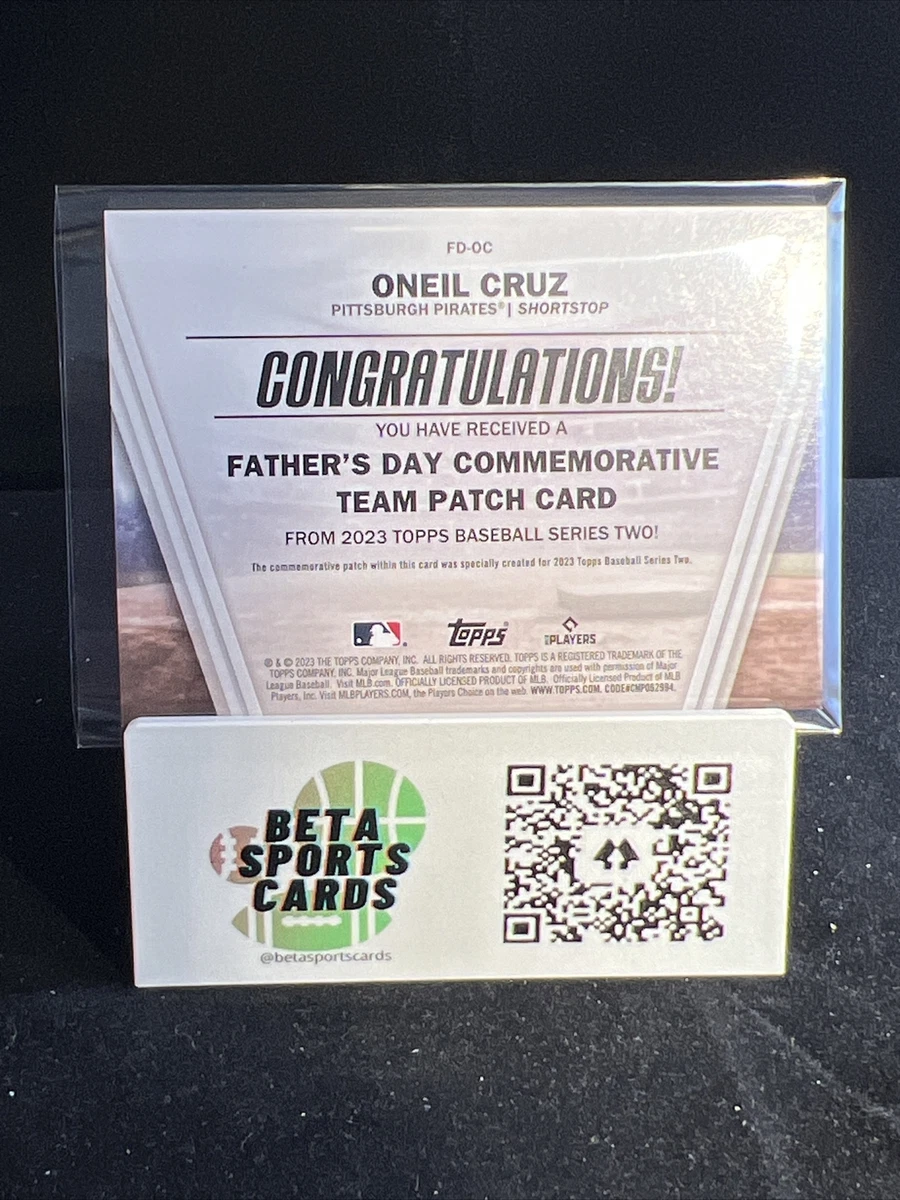 FD-OC
ONEIL CRUZ
PITTSBURGH PIRATES® | SHORTSTOP
CONGRATULATIONS!
YOU HAVE RECEIVED A
FATHER'S DAY COMMEMORATIVE
TEAM PATCH CARD
FROM 2023 TOPPS BASEBALL SERIES TWO!
The commemorative patch within this card was specially created for 2023 Topps Baseball Series Two.
Topps® PLAYERS
® & © 2023 THE TOPPS COMPANY, INC. ALL RIGHTS RESERVED. TOPPS IS A REGISTERED TRADEMARK OF THE
TOPPS COMPANY, INC. Major League Baseball trademarks and copyrights are used with permission of Major
League Baseball. Visit MLB.com. OFFICIALLY LICENSED PRODUCT OF MLB. Officially Licensed Product of MLB
Players, Inc. Visit MLBPLAYERS.COM, the Players Choice on the web. WWW.TOPPS.COM. CODE#CMP082994.
BETA
SPORTS
CARDS
@betasportscards